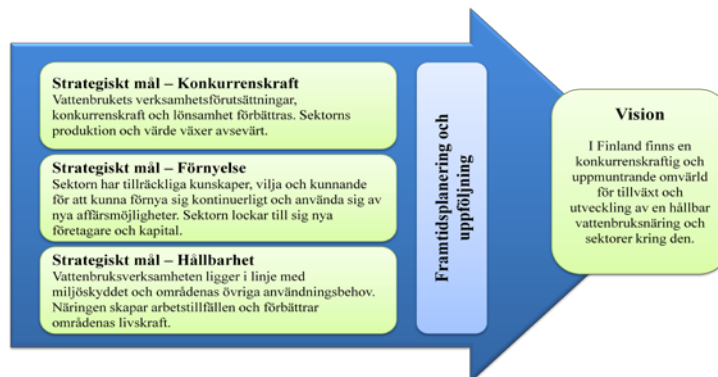 Strategiskt mål – Konkurrenskraft
Vattenbrukets verksamhetsförutsättningar,
konkurrenskraft och lönsamhet förbättras. Sektorns
produktion och värde växer avsevärt.
Strategiskt mål – Förnyelse
Sektorn har tillräckliga kunskaper, vilja och kunnande
för att kunna förnya sig kontinuerligt och använda sig av
nya affärsmöjligheter. Sektorn lockar till sig nya
företagare och kapital.
Strategiskt mål – Hållbarhet
Vattenbruksverksamheten ligger i linje med
miljöskyddet och områdenas övriga användningsbehov.
Näringen skapar arbetstillfällen och förbättrar
områdenas livskraft.
Framtidsplanering och
uppföljning
Vision
I Finland finns en
konkurrenskraftig och
uppmuntrande omvärld
för tillväxt och
utveckling av en hållbar
vattenbruksnäring och
sektorer kring den.